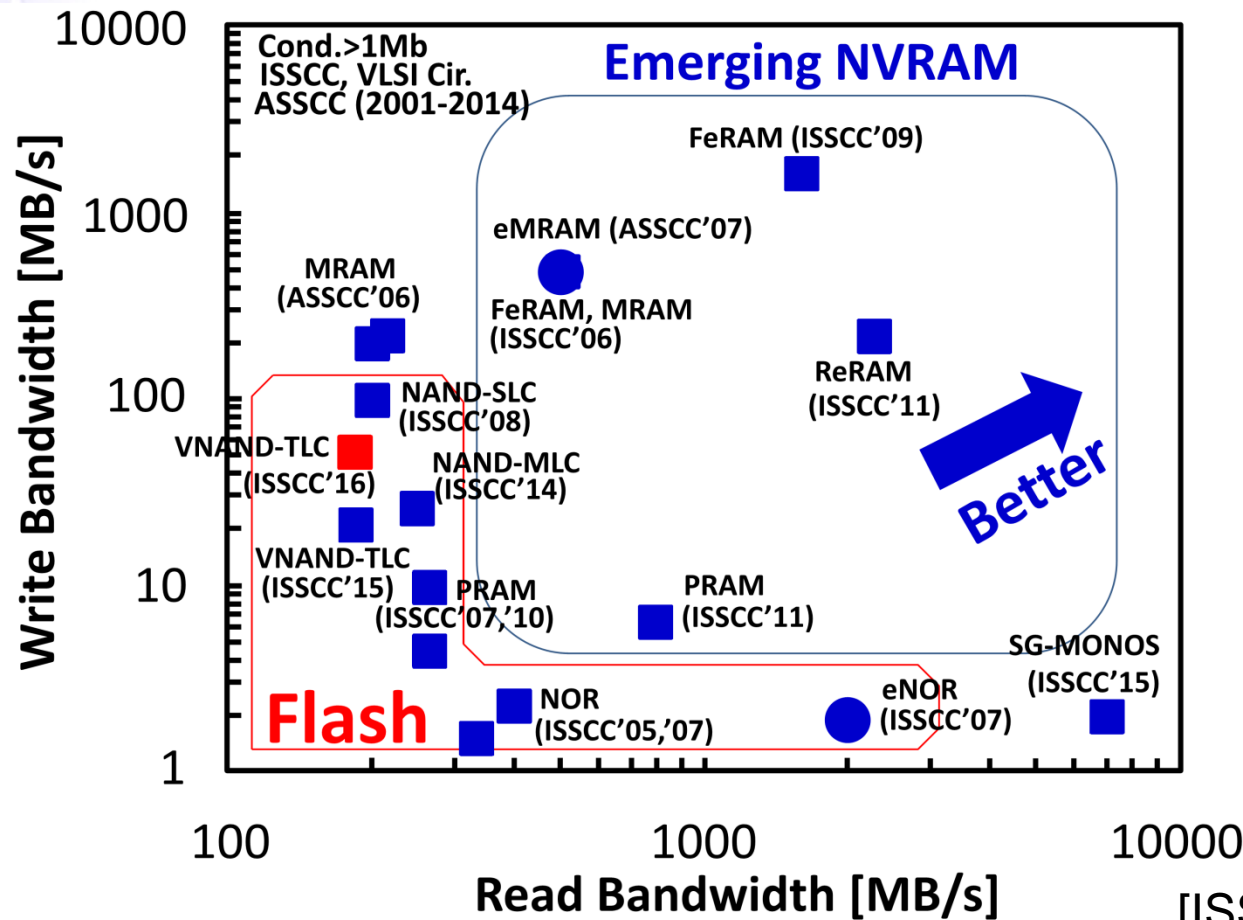 10000
1000
100
10
1
Write Bandwidth [MB/s]
Cond.>1Mb
ISSCC, VLSI Cir.
ASSCC (2001-2014)
Emerging NVRAM
FeRAM (ISSCC’09)
eMRAM (ASSCC’07)
MRAM
(ASSCC’06)
FeRAM, MRAM
(ISSCC’06)
ReRAM
(ISSCC’11)
NAND-SLC
(ISSCC’08)
VNAND-TLC
(ISSCC’16)
NAND-MLC
(ISSCC’14)
Better
VNAND-TLC
(ISSCC’15)
PRAM
(ISSCC’07,’10)
PRAM
(ISSCC’11)
SG-MONOS
(ISSCC’15)
Flash
NOR
(ISSCC’05,’07)
eNOR
(ISSCC’07)
100
1000
10000
Read Bandwidth [MB/s]
[ISS